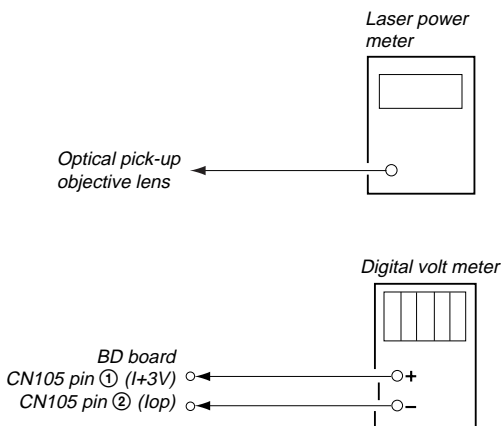 Laser power
meter
Optical pick-up
objective lens
Digital volt meter
BD board
CN105 pin ① (I+3V)
CN105 pin ② (Iop)
+
–